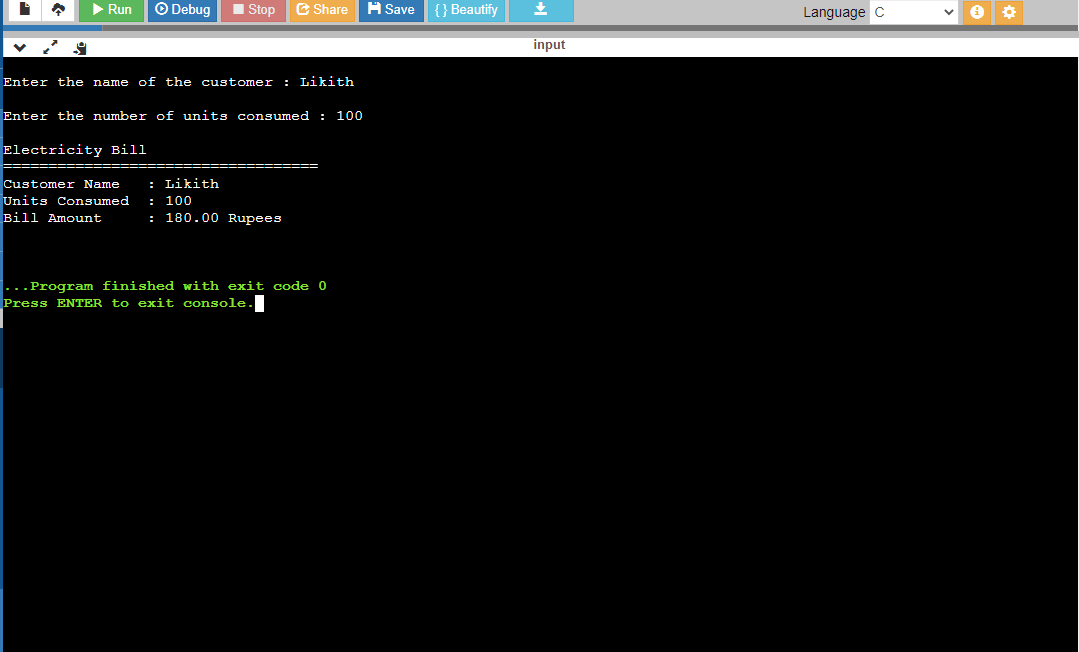 Run Debug Stop Share Save { } Beautify Language C
input
Enter the name of the customer : Likith
Enter the number of units consumed : 100
Electricity Bill
===================================
Customer Name   : Likith
Units Consumed  : 100
Bill Amount     : 180.00 Rupees
...Program finished with exit code 0
Press ENTER to exit console.